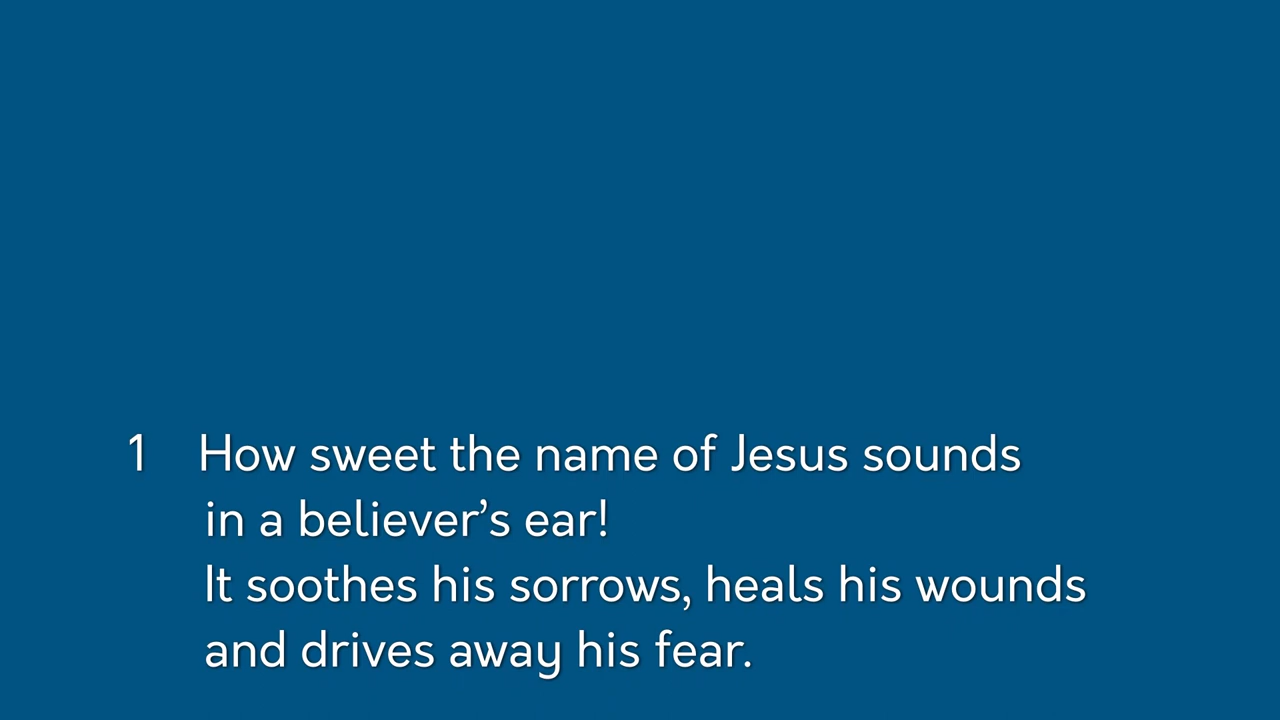 1 How sweet the name of Jesus sounds
in a believer’s ear!
It soothes his sorrows, heals his wounds
and drives away his fear.